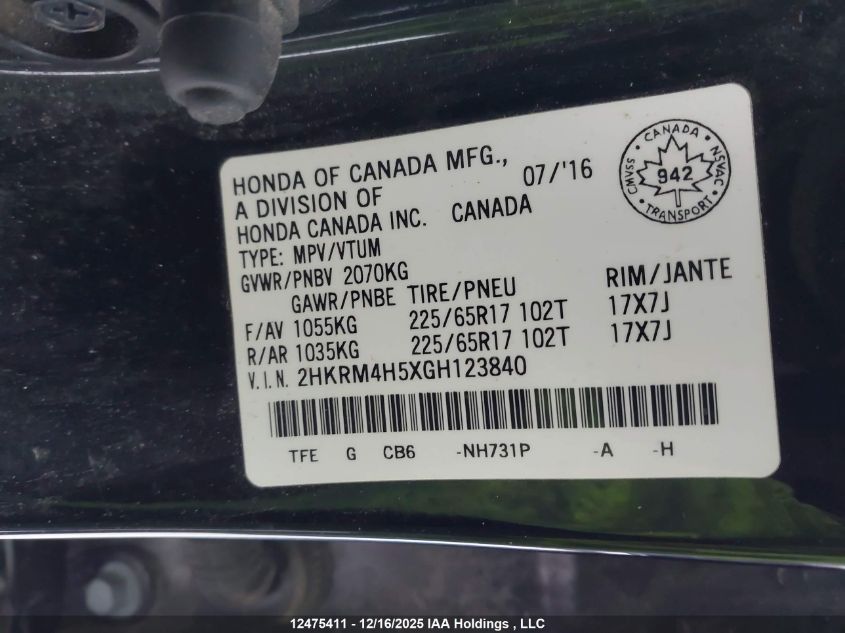 HONDA OF CANADA MFG., 07/'16
A DIVISION OF
HONDA CANADA INC. CANADA
TYPE: MPV/VTUM
GVWR/PNBV 2070KG
GAWR/PNBE TIRE/PNEU RIM/JANTE
F/AV 1055KG 225/65R17 102T 17X7J
R/AR 1035KG 225/65R17 102T 17X7J
V.I.N. 2HKRM4H5XGH123840
TFE G CB6 -NH731P -A -H
CANADA
CMVSS 942 NSVAC
TRANSPORT
12475411 - 12/16/2025 IAA Holdings , LLC